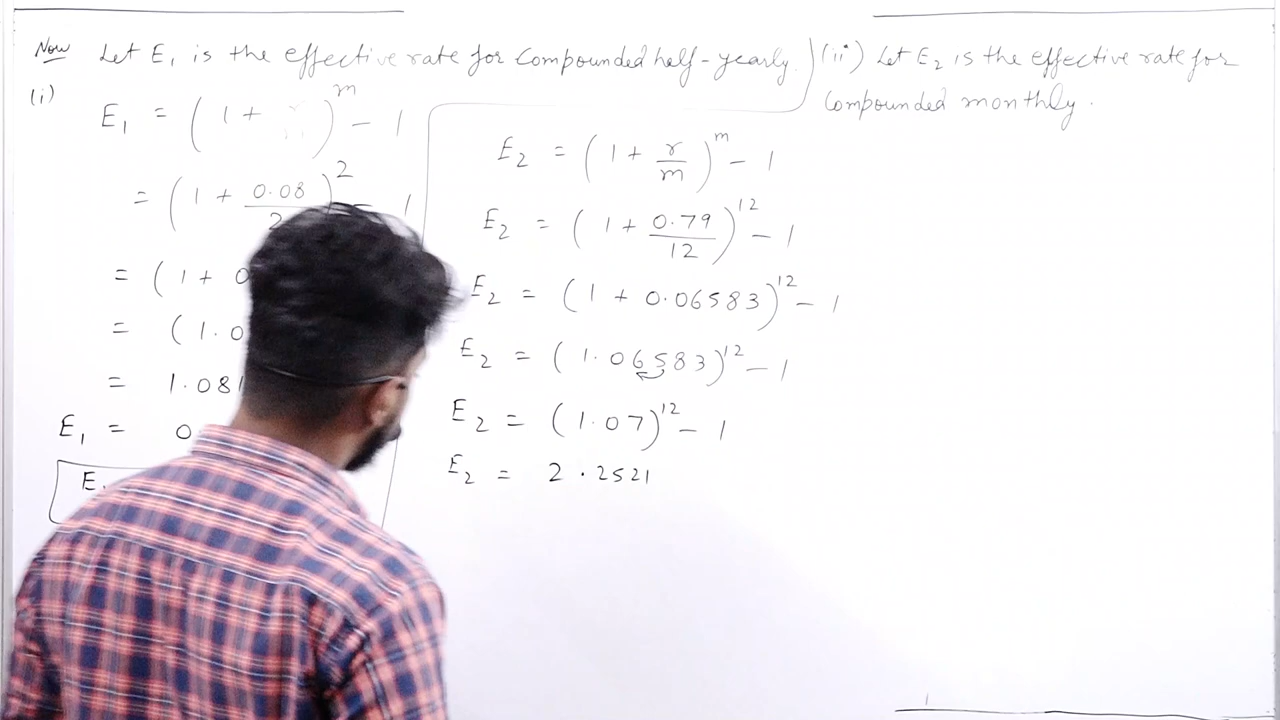 Now Let E₁ is the effective rate for compounded half-yearly.
(i)
E₁ = (1 +)^m - 1
= (1 + 0.08/2)^2 - 1
= (1 + 0
= (1.0
= 1.081
E₁ = 0.
E
(ii) Let E₂ is the effective rate for
compounded monthly.
E₂ = (1 + r/m)^m - 1
E₂ = (1 + 0.79/12)^12 - 1
E₂ = (1 + 0.06583)^12 - 1
E₂ = (1.06583)^12 - 1
E₂ = (1.07)^12 - 1
E₂ = 2.2521